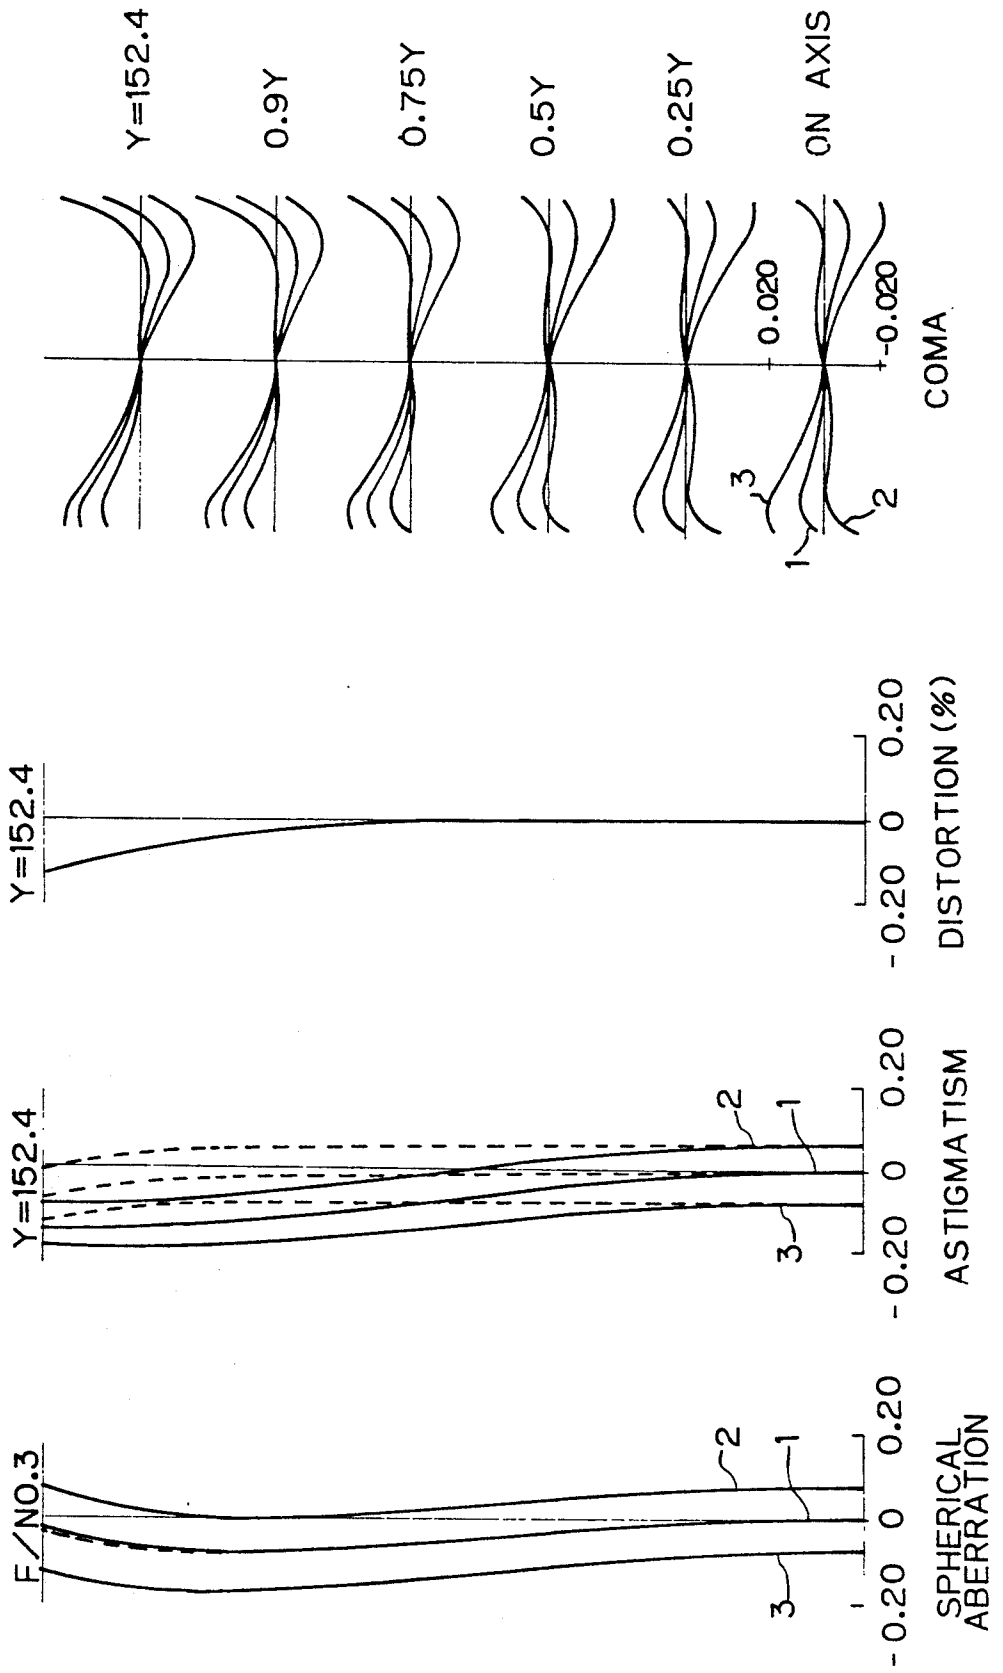 F/NO.3
2
1
3
-0.20 0 0.20
SPHERICAL
ABERRATION
Y=152.4
2
1
3
-0.20 0 0.20
ASTIGMATISM
Y=152.4
-0.20 0 0.20
DISTORTION (%)
Y=152.4
0.9Y
0.75Y
0.5Y
0.25Y
0.020
ON AXIS
3
1
2
-0.020
COMA